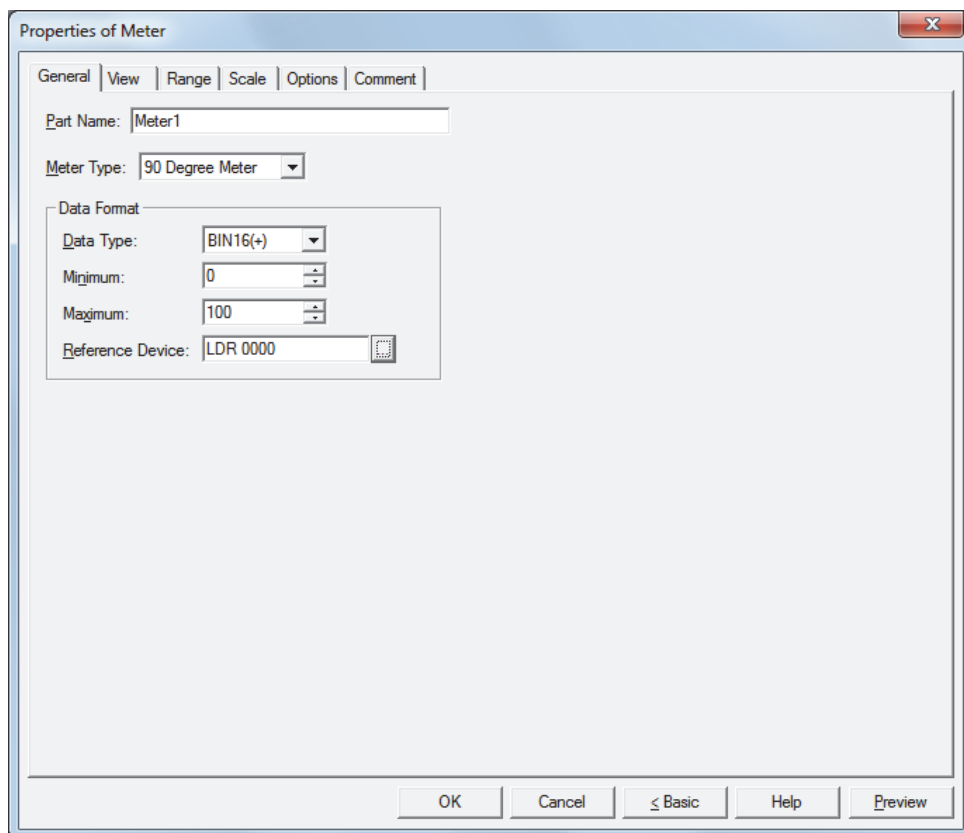 Properties of Meter
General View Range Scale Options Comment
Part Name: Meter1
Meter Type: 90 Degree Meter
Data Format
Data Type: BIN16(+)
Minimum: 0
Maximum: 100
Reference Device: LDR 0000
OK Cancel < Basic Help Preview